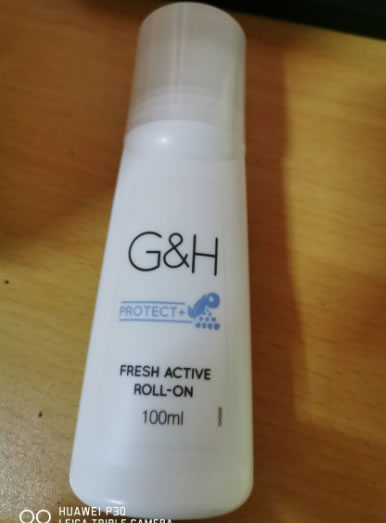 G&H
PROTECT+
FRESH ACTIVE
ROLL-ON
100ml
HUAWEI P30
LEICA TRIPLE CAMERA